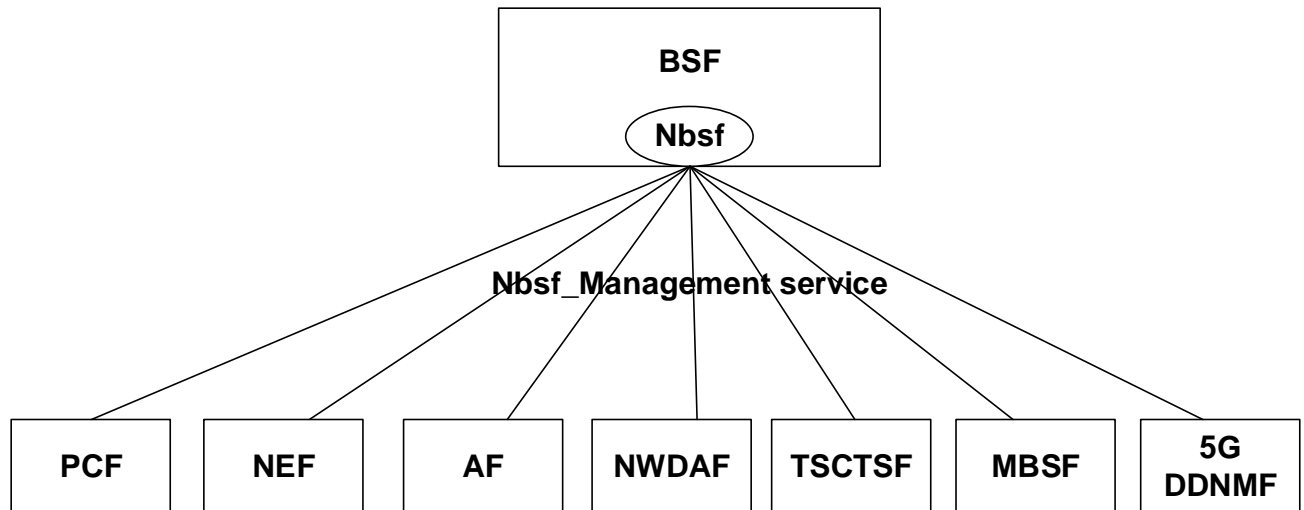 BSF
Nbsf
Nbsf_Management service
PCF
NEF
AF
NWDAF
TSCTSF
MBSF
5G
DDNMF